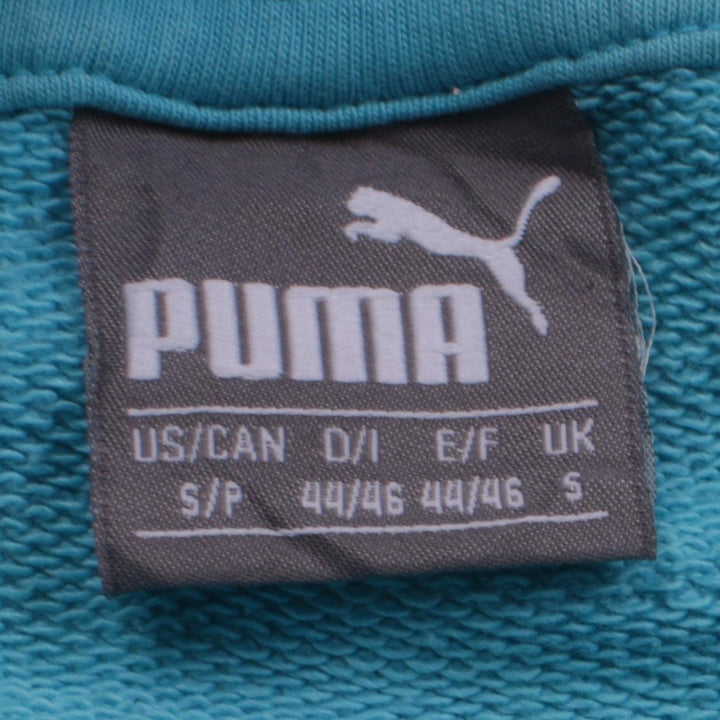 PUMA
US/CAN D/I E/F UK
S/P 44/46 44/46 S